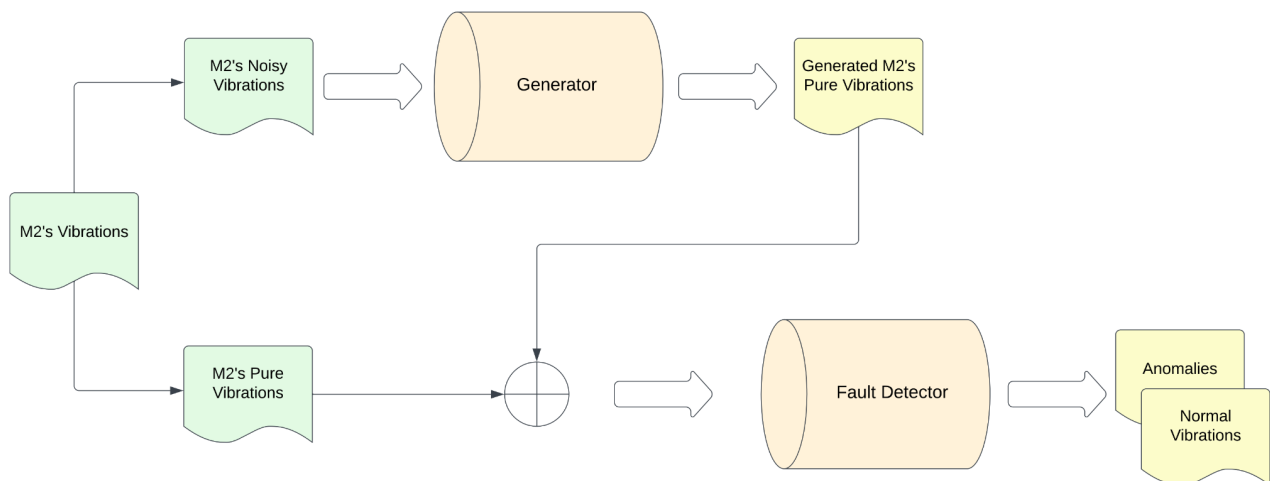 M2's Noisy
Vibrations
Generator
Generated M2's
Pure Vibrations
M2's Vibrations
M2's Pure
Vibrations
Fault Detector
Anomalies
Normal
Vibrations